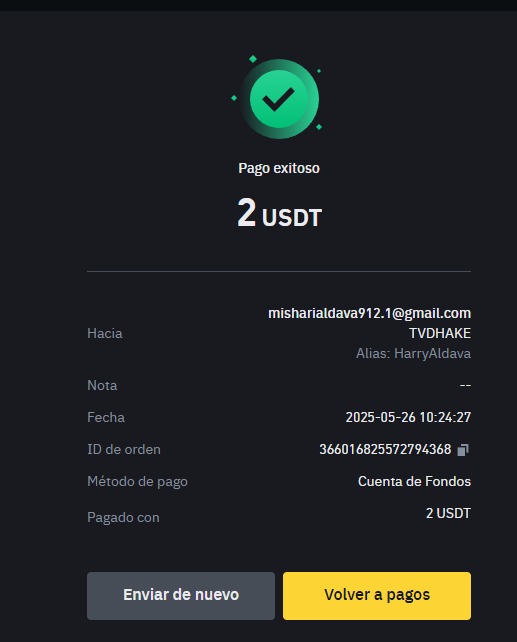 Pago exitoso
2 USDT
misharialdava912.1@gmail.com
Hacia TVDHAKE
Alias: HarryAldava
Nota --
Fecha 2025-05-26 10:24:27
ID de orden 366016825572794368
Método de pago Cuenta de Fondos
Pagado con 2 USDT
Enviar de nuevo Volver a pagos